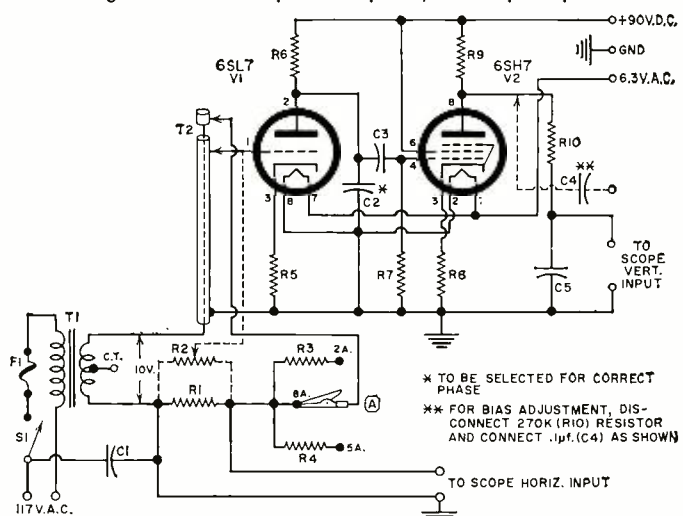 +90V.D.C.
GND
6.3V.A.C.
6SL7
V1
R6
6SH7
V2
R9
2
8
T2
1
C3
6
4
R10
**
C4
*
C2
3
8
7
3
2
R5
R7
R8
C5
TO
SCOPE
VERT.
INPUT
T1
F1
C.T.
10V.
R2
R1
R3
2A.
8A.
A
R4
5A.
S1
C1
117V.A.C.
TO SCOPE HORIZ. INPUT
* TO BE SELECTED FOR CORRECT
PHASE
** FOR BIAS ADJUSTMENT, DIS-
CONNECT 270K (R10) RESISTOR
AND CONNECT .1µf. (C4) AS SHOWN